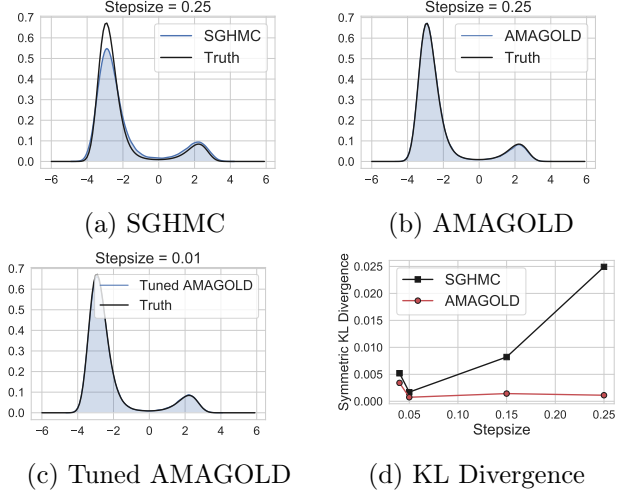 Stepsize = 0.25
0.7
0.6
0.5
0.4
0.3
0.2
0.1
0.0
SGHMC
Truth
−6 −4 −2 0 2 4 6
(a) SGHMC
Stepsize = 0.25
0.7
0.6
0.5
0.4
0.3
0.2
0.1
0.0
AMAGOLD
Truth
−6 −4 −2 0 2 4 6
(b) AMAGOLD
Stepsize = 0.01
0.7
0.6
0.5
0.4
0.3
0.2
0.1
0.0
Tuned AMAGOLD
Truth
−6 −4 −2 0 2 4 6
(c) Tuned AMAGOLD
Symmetric KL Divergence
0.025
0.020
0.015
0.010
0.005
0.000
SGHMC
AMAGOLD
0.05 0.10 0.15 0.20 0.25
Stepsize
(d) KL Divergence